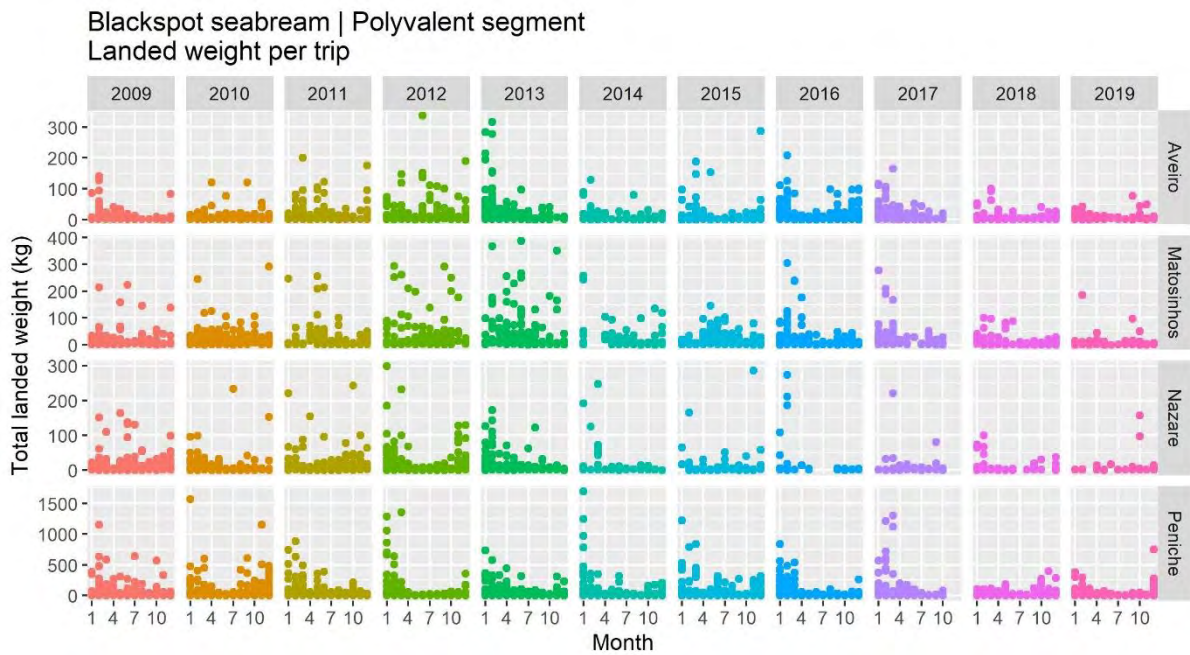 Blackspot seabream | Polyvalent segment
Landed weight per trip
2009 2010 2011 2012 2013 2014 2015 2016 2017 2018 2019
Total landed weight (kg)
300
200
100
0
Aveiro
400
300
200
100
0
Matosinhos
300
200
100
0
Nazare
1500
1000
500
0
Peniche
1 4 7 10 1 4 7 10 1 4 7 10 1 4 7 10 1 4 7 10 1 4 7 10 1 4 7 10 1 4 7 10 1 4 7 10 1 4 7 10 1 4 7 10
Month